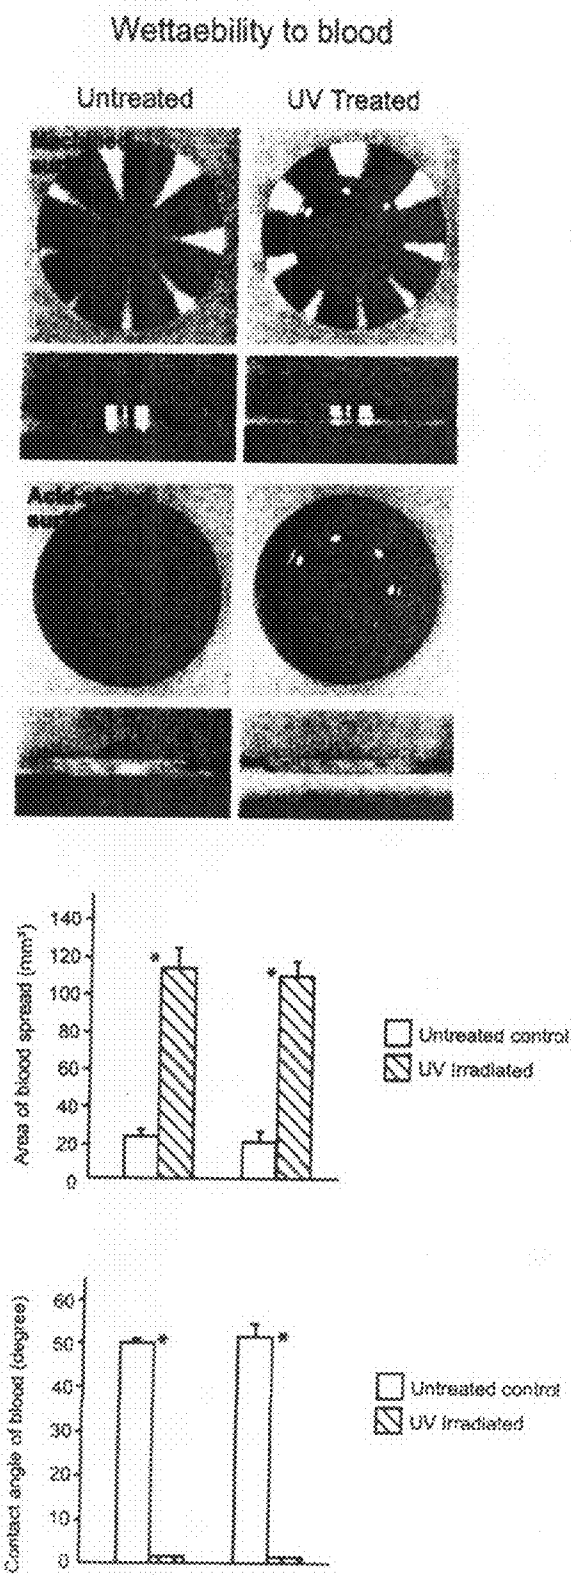 Wettaebility to blood
Untreated
UV Treated
Area of blood spread (mm²)
140
120
100
80
60
40
20
0
*
*
Untreated control
UV irradiated
Contact angle of blood (degree)
60
50
40
30
20
10
0
*
*
Untreated control
UV irradiated